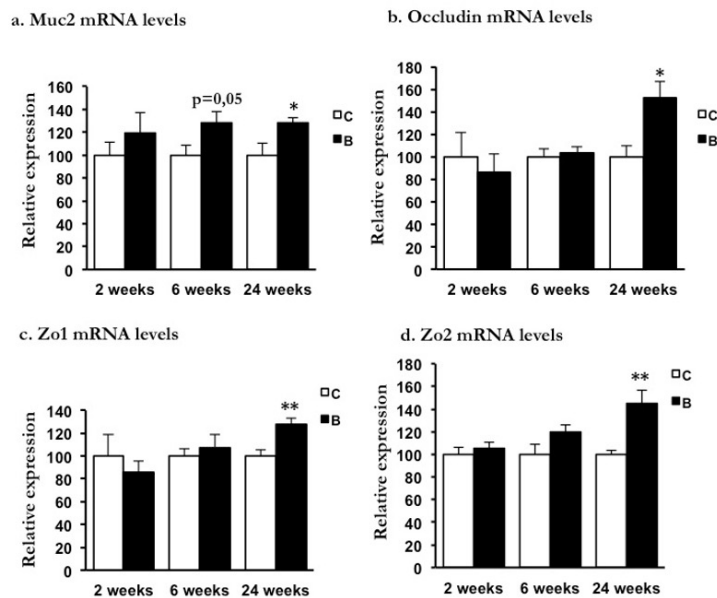 a. Muc2 mRNA levels
Relative expression
160
140
120
100
80
60
40
20
0
p=0,05
*
C
B
2 weeks 6 weeks 24 weeks
b. Occludin mRNA levels
Relative expression
180
160
140
120
100
80
60
40
20
0
*
C
B
2 weeks 6 weeks 24 weeks
c. Zo1 mRNA levels
Relative expression
140
120
100
80
60
40
20
0
**
C
B
2 weeks 6 weeks 24 weeks
d. Zo2 mRNA levels
Relative expression
180
160
140
120
100
80
60
40
20
0
**
C
B
2 weeks 6 weeks 24 weeks